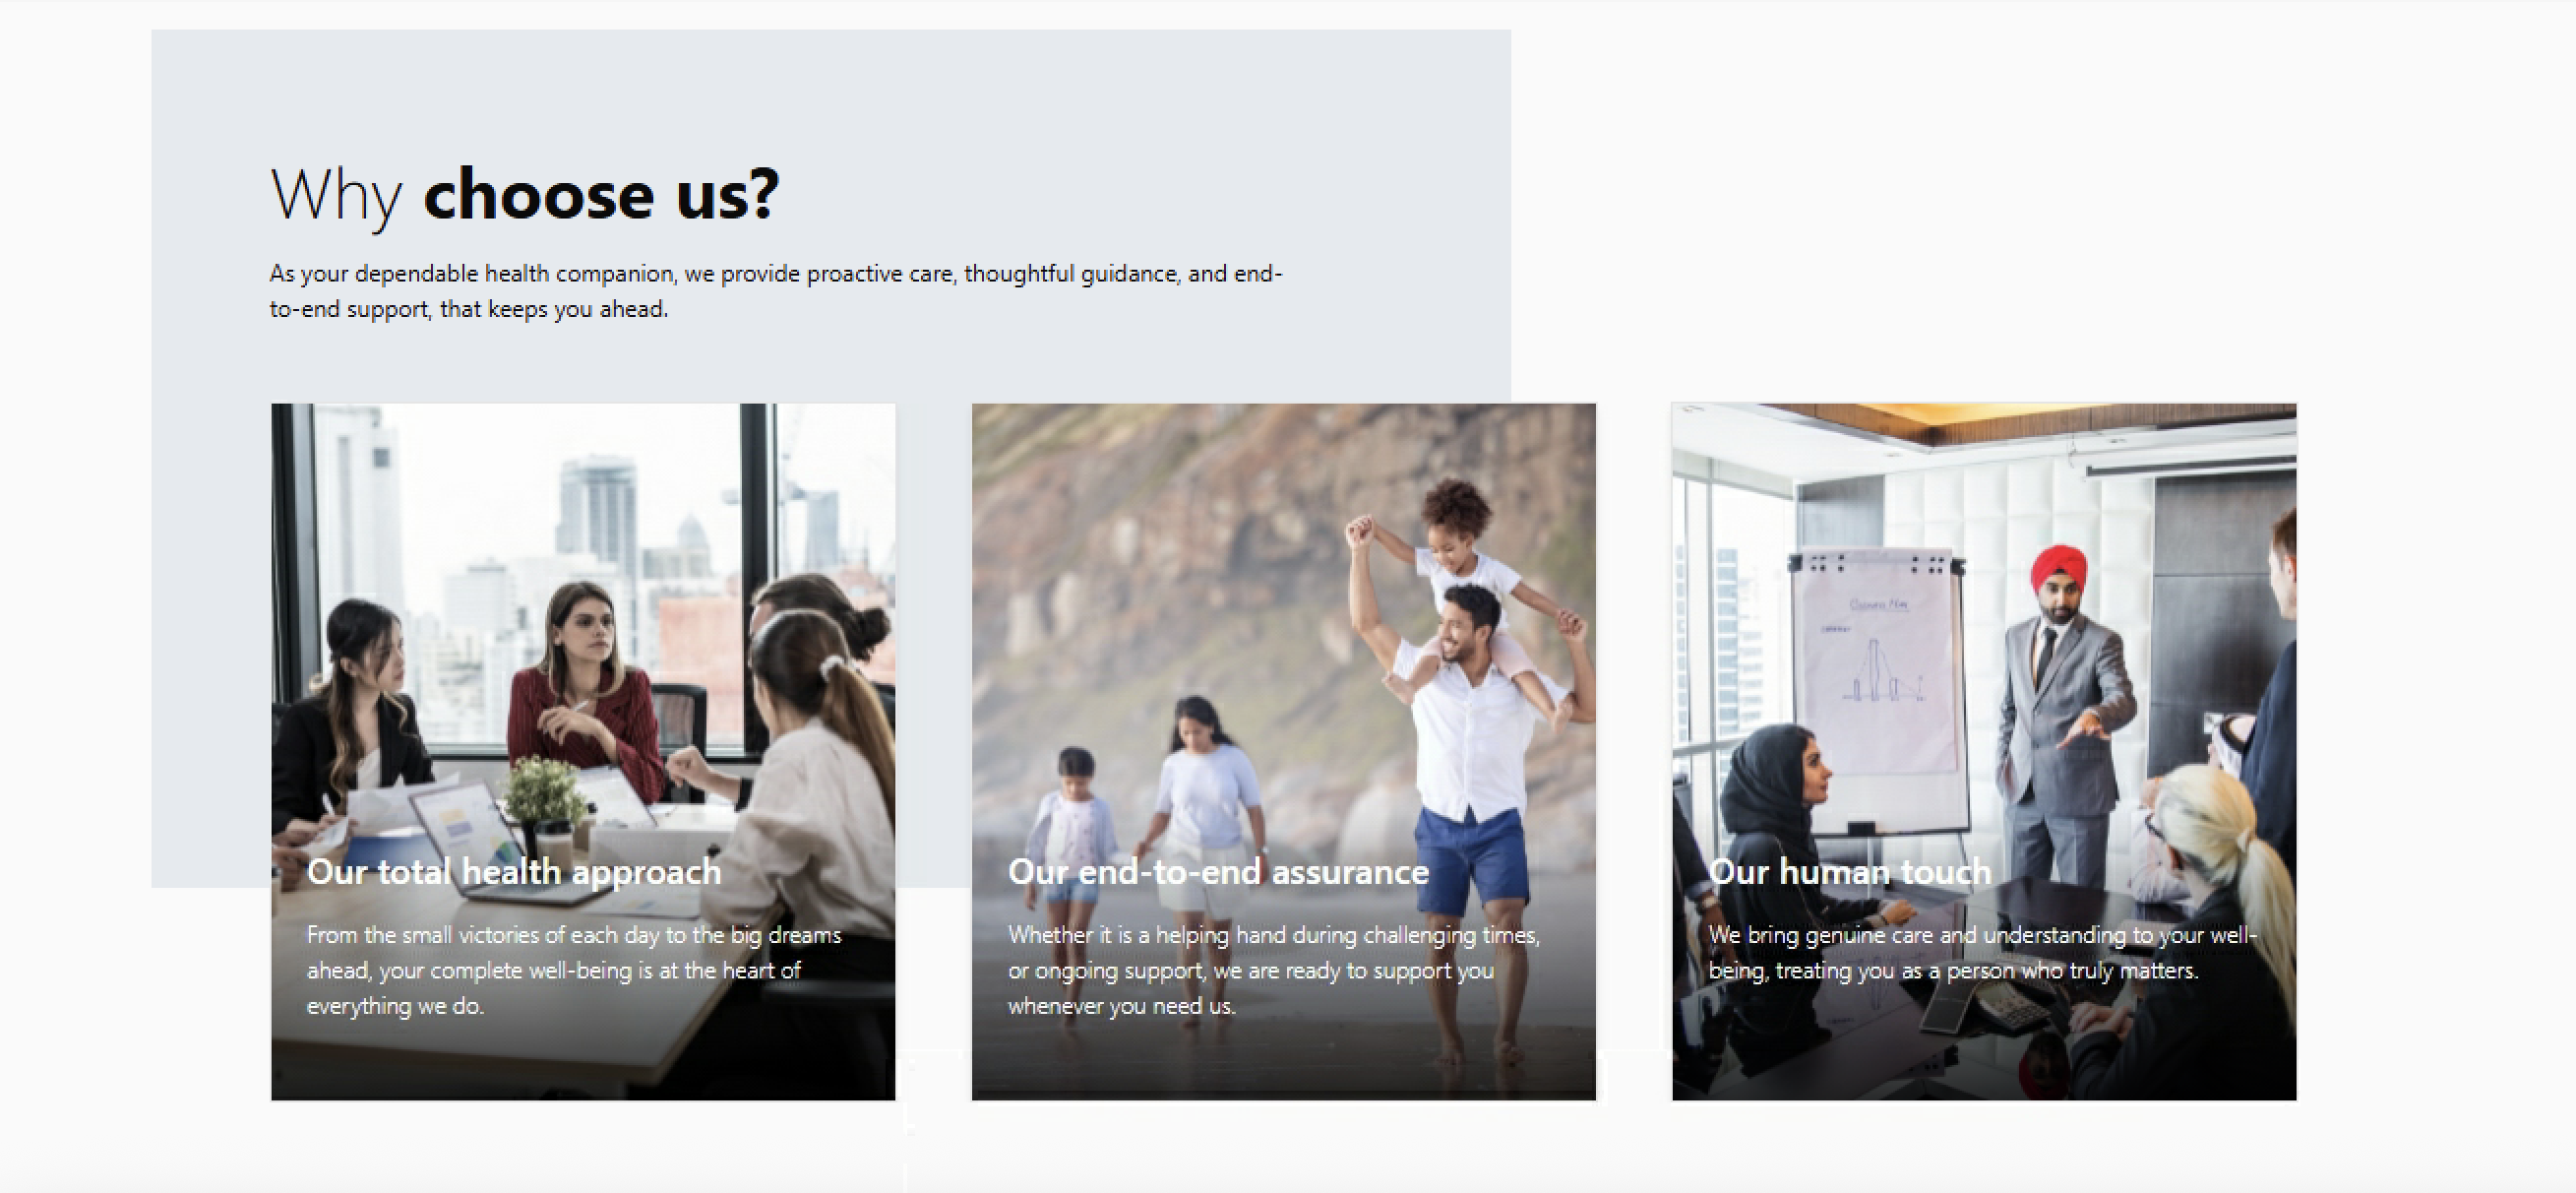 Why choose us?
As your dependable health companion, we provide proactive care, thoughtful guidance, and end-
to-end support, that keeps you ahead.
Our total health approach
From the small victories of each day to the big dreams
ahead, your complete well-being is at the heart of
everything we do.
Our end-to-end assurance
Whether it is a helping hand during challenging times,
or ongoing support, we are ready to support you
whenever you need us.
Our human touch
We bring genuine care and understanding to your well-
being, treating you as a person who truly matters.